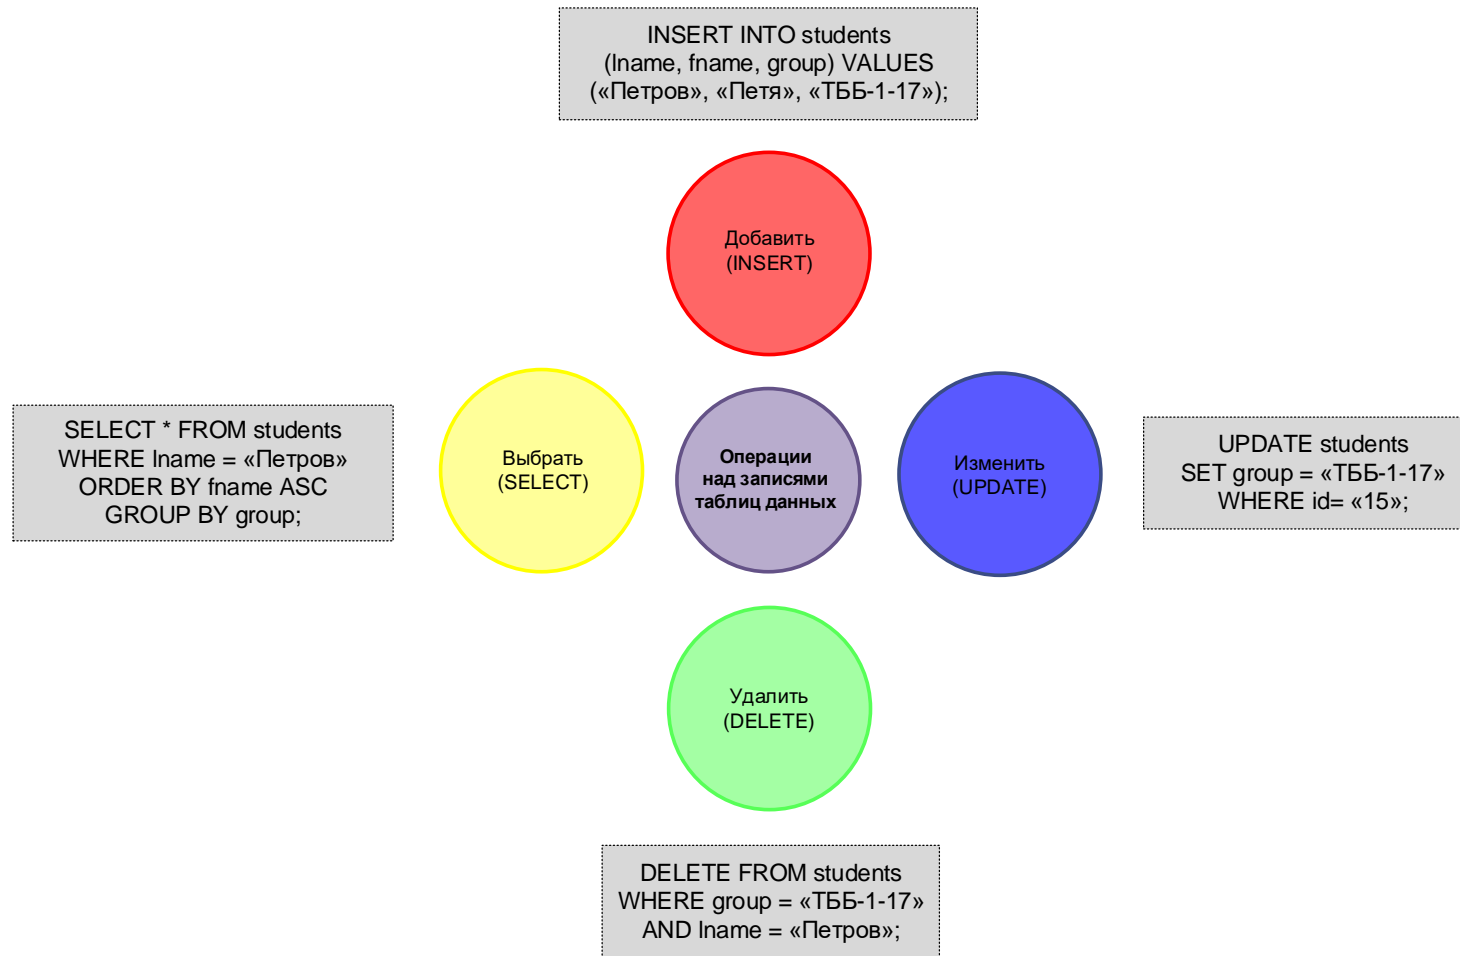 INSERT INTO students
(lname, fname, group) VALUES
(«Петров», «Петя», «ТББ-1-17»);
Добавить
(INSERT)
SELECT * FROM students
WHERE lname = «Петров»
ORDER BY fname ASC
GROUP BY group;
Выбрать
(SELECT)
Операции
над записями
таблиц данных
Изменить
(UPDATE)
UPDATE students
SET group = «ТББ-1-17»
WHERE id= «15»;
Удалить
(DELETE)
DELETE FROM students
WHERE group = «ТББ-1-17»
AND lname = «Петров»;